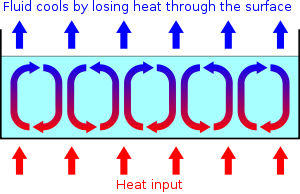 Fluid cools by losing heat through the surface
Heat input